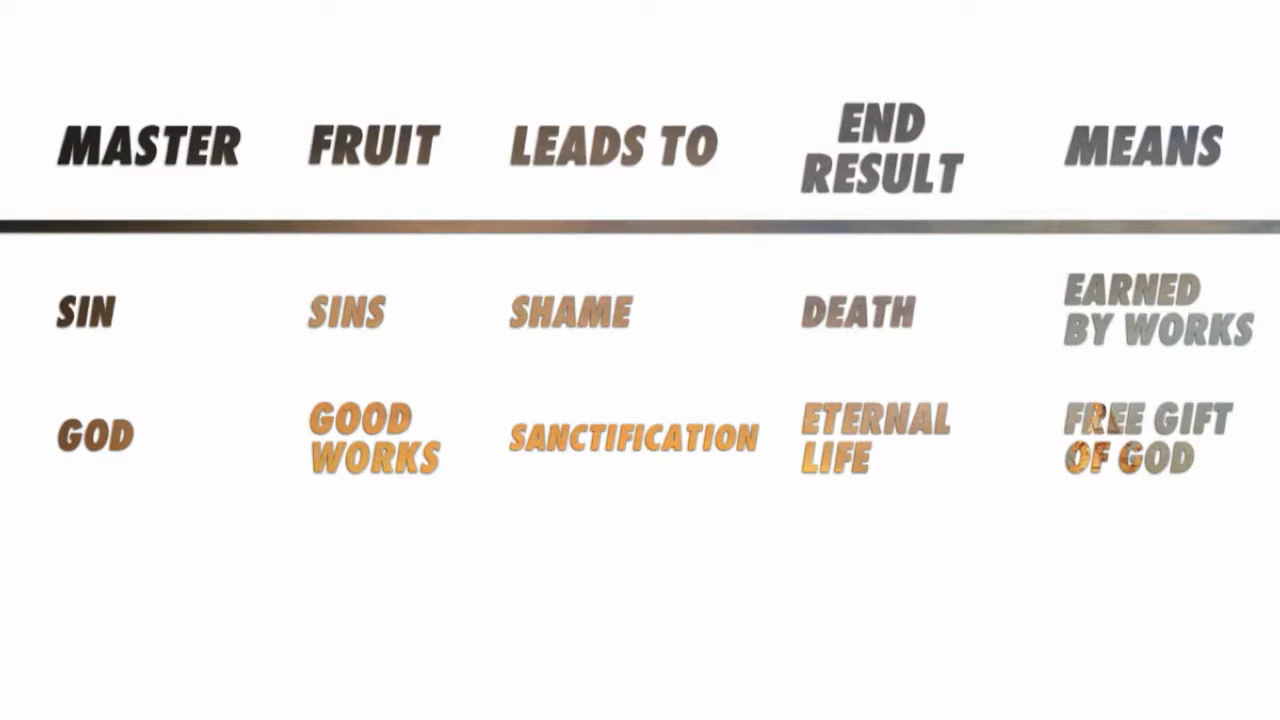 MASTER FRUIT LEADS TO END RESULT MEANS
SIN SINS SHAME DEATH EARNED BY WORKS
GOD GOOD WORKS SANCTIFICATION ETERNAL LIFE FREE GIFT OF GOD